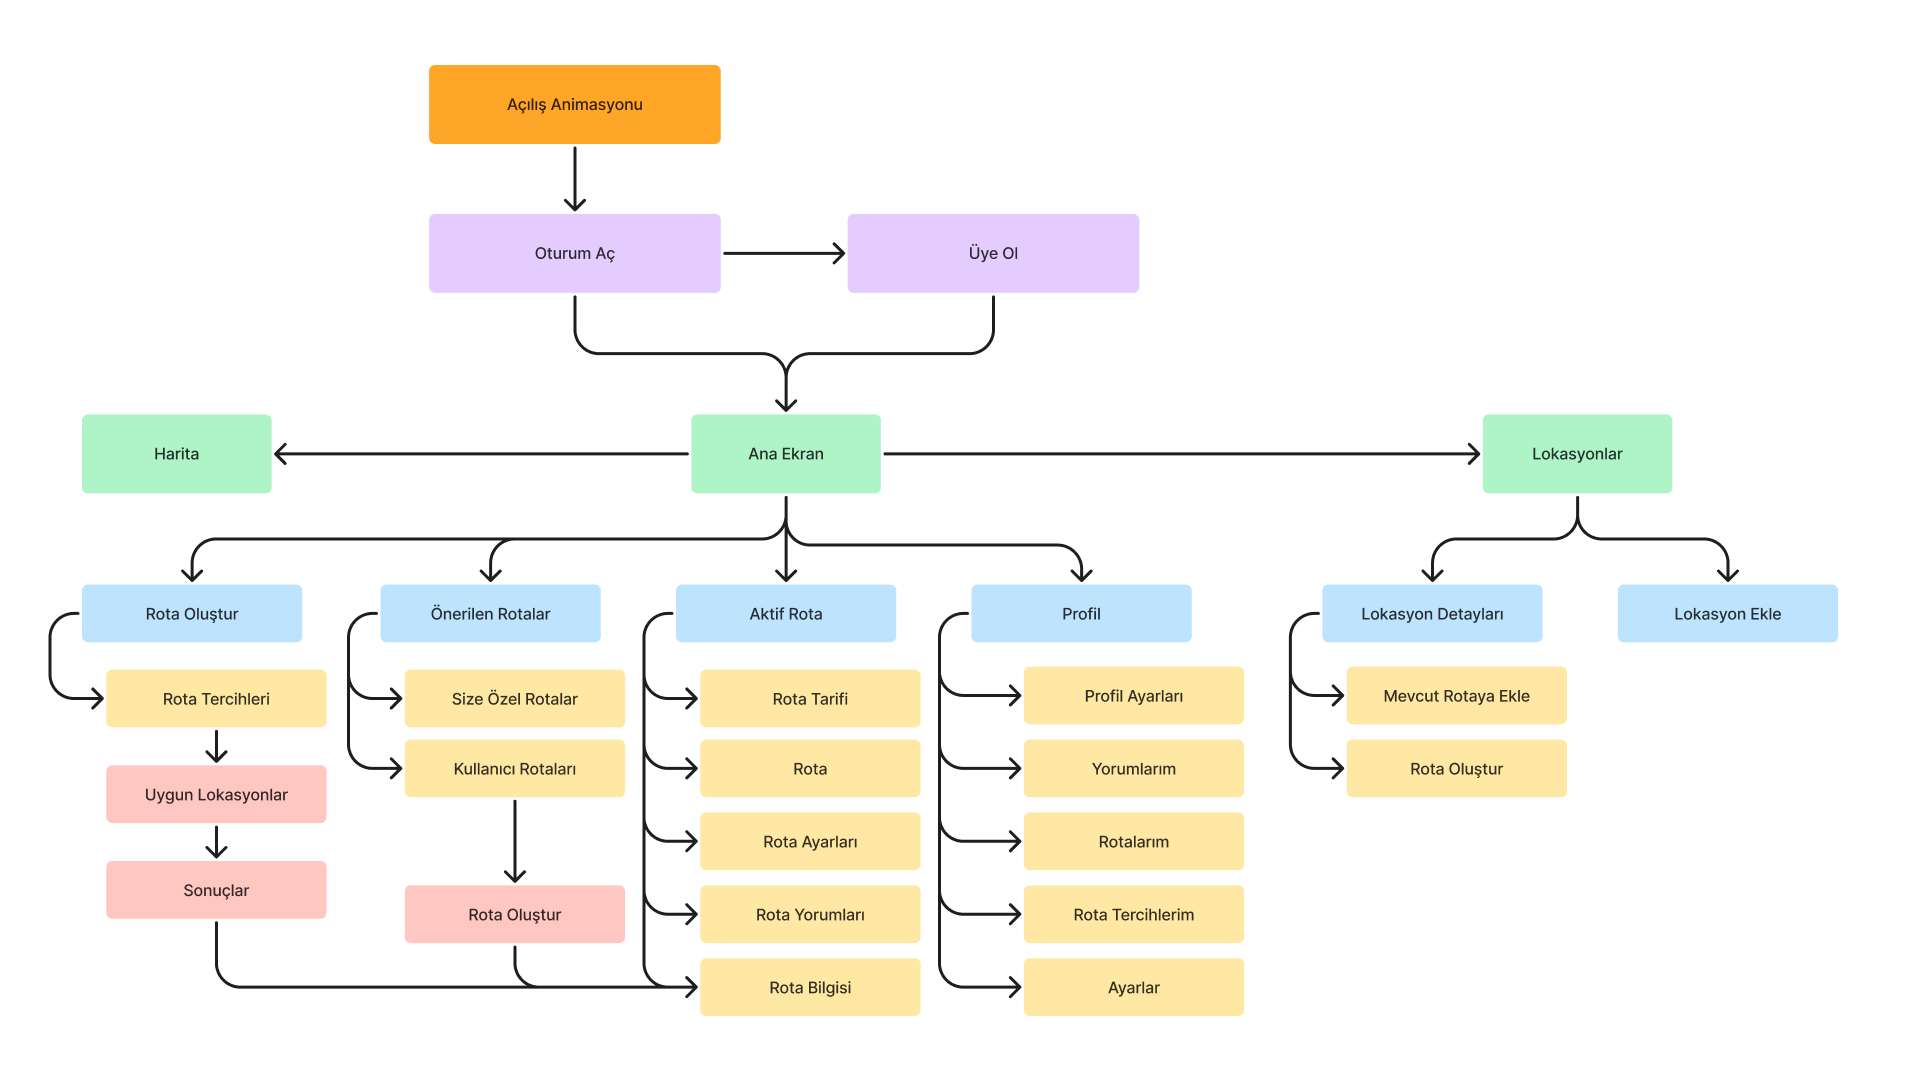 Açılış Animasyonu
Oturum Aç
Üye Ol
Harita
Ana Ekran
Lokasyonlar
Rota Oluştur
Önerilen Rotalar
Aktif Rota
Profil
Lokasyon Detayları
Lokasyon Ekle
Rota Tercihleri
Size Özel Rotalar
Rota Tarifi
Profil Ayarları
Mevcut Rotaya Ekle
Kullanıcı Rotaları
Rota
Yorumlarım
Rota Oluştur
Uygun Lokasyonlar
Rota Ayarları
Rotalarım
Sonuçlar
Rota Oluştur
Rota Yorumları
Rota Tercihlerim
Rota Bilgisi
Ayarlar